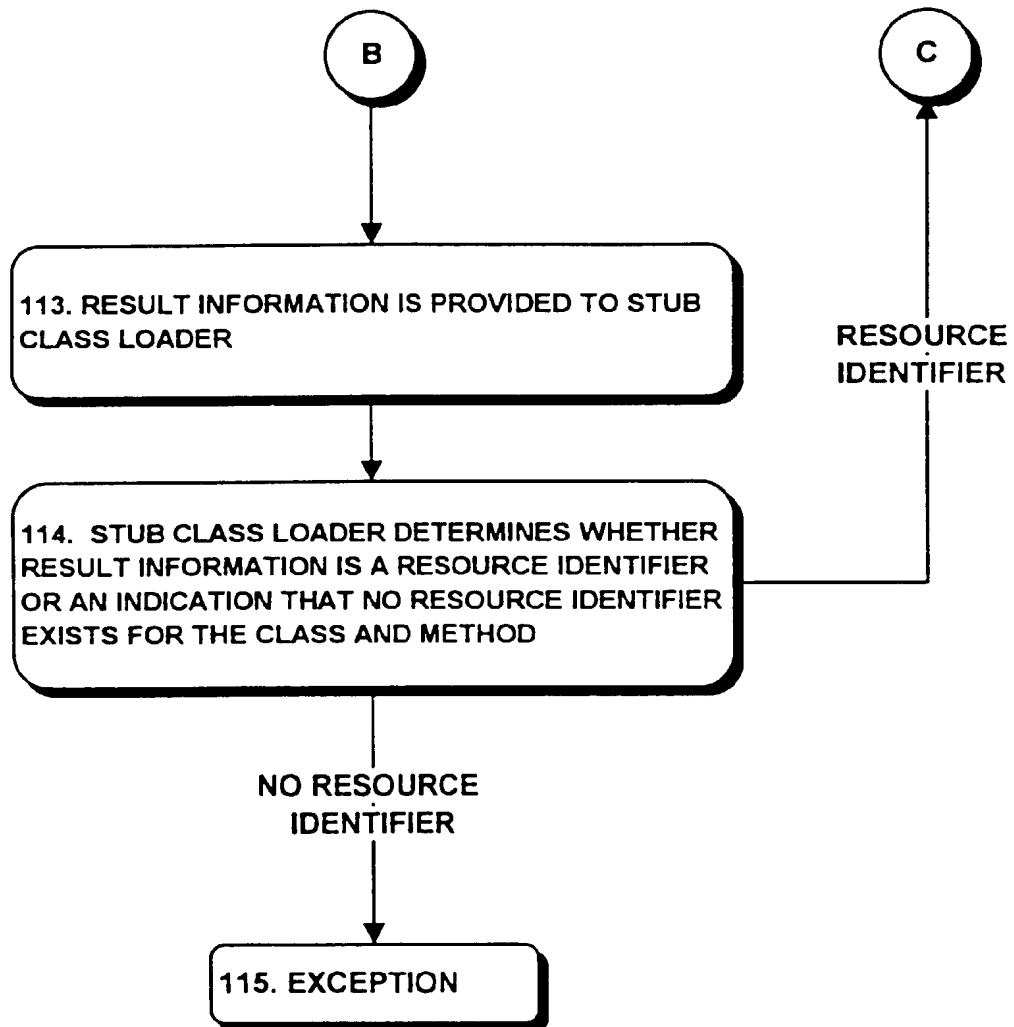 B
C
113. RESULT INFORMATION IS PROVIDED TO STUB
CLASS LOADER
RESOURCE
IDENTIFIER
114. STUB CLASS LOADER DETERMINES WHETHER
RESULT INFORMATION IS A RESOURCE IDENTIFIER
OR AN INDICATION THAT NO RESOURCE IDENTIFIER
EXISTS FOR THE CLASS AND METHOD
NO RESOURCE
IDENTIFIER
115. EXCEPTION